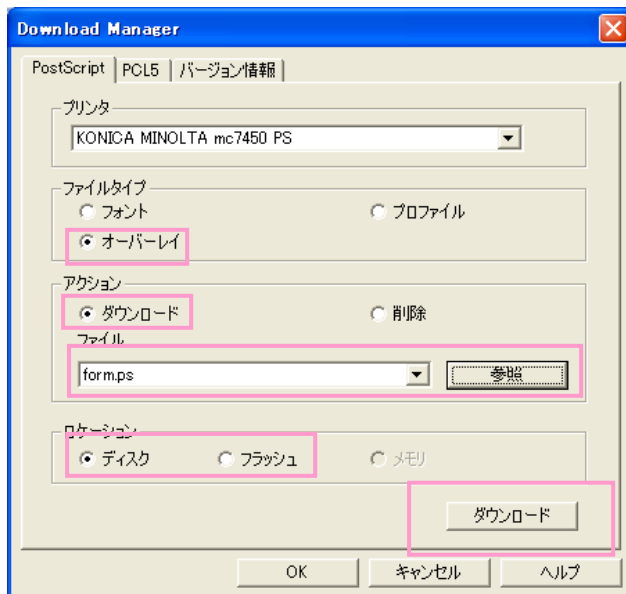 Download Manager
PostScript PCL5 バージョン情報
プリンタ
KONICA MINOLTA mc7450 PS
ファイルタイプ
フォント プロファイル
オーバーレイ
アクション
ダウンロード 削除
ファイル
form.ps 参照
ロケーション
ディスク フラッシュ メモリ
ダウンロード
OK キャンセル ヘルプ